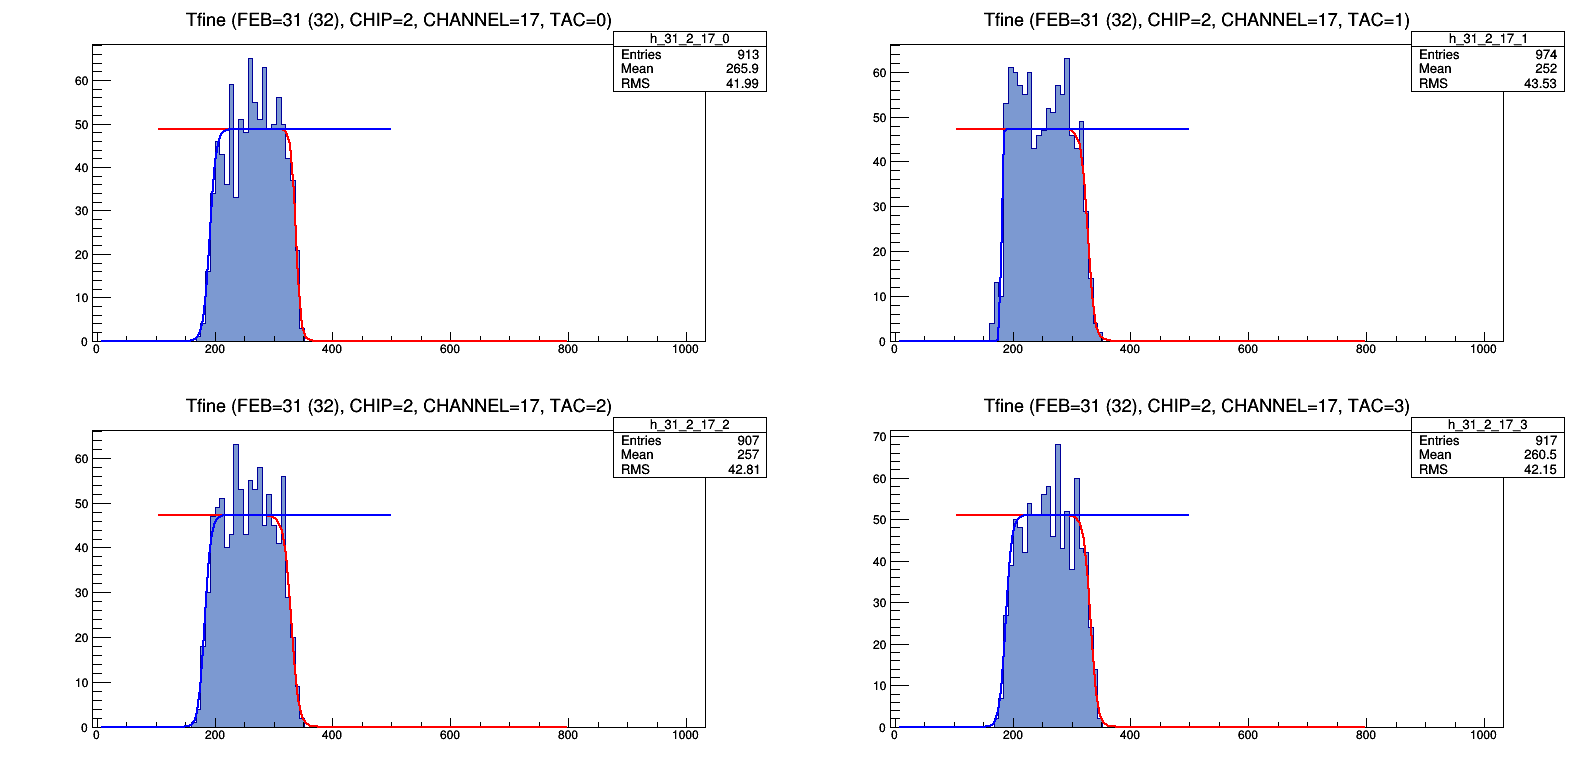 Tfine (FEB=31 (32), CHIP=2, CHANNEL=17, TAC=0)
h_31_2_17_0
Entries 913
Mean 265.9
RMS 41.99
60
50
40
30
20
10
0
0 200 400 600 800 1000
Tfine (FEB=31 (32), CHIP=2, CHANNEL=17, TAC=1)
h_31_2_17_1
Entries 974
Mean 252
RMS 43.53
60
50
40
30
20
10
0
0 200 400 600 800 1000
Tfine (FEB=31 (32), CHIP=2, CHANNEL=17, TAC=2)
h_31_2_17_2
Entries 907
Mean 257
RMS 42.81
60
50
40
30
20
10
0
0 200 400 600 800 1000
Tfine (FEB=31 (32), CHIP=2, CHANNEL=17, TAC=3)
h_31_2_17_3
Entries 917
Mean 260.5
RMS 42.15
70
60
50
40
30
20
10
0
0 200 400 600 800 1000